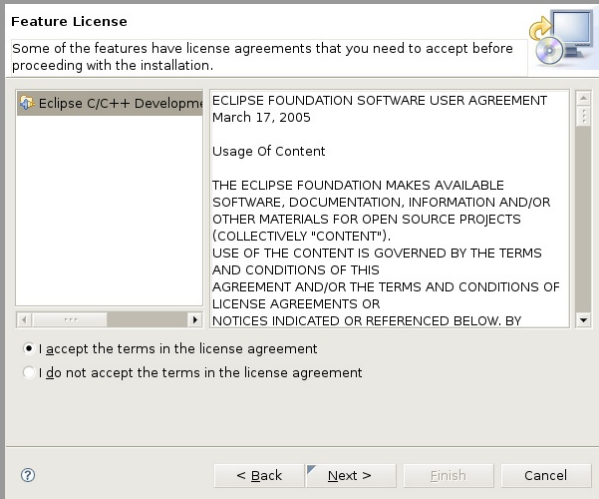 Feature License
Some of the features have license agreements that you need to accept before
proceeding with the installation.
Eclipse C/C++ Developme
ECLIPSE FOUNDATION SOFTWARE USER AGREEMENT
March 17, 2005
Usage Of Content
THE ECLIPSE FOUNDATION MAKES AVAILABLE
SOFTWARE, DOCUMENTATION, INFORMATION AND/OR
OTHER MATERIALS FOR OPEN SOURCE PROJECTS
(COLLECTIVELY "CONTENT").
USE OF THE CONTENT IS GOVERNED BY THE TERMS
AND CONDITIONS OF THIS
AGREEMENT AND/OR THE TERMS AND CONDITIONS OF
LICENSE AGREEMENTS OR
NOTICES INDICATED OR REFERENCED BELOW. BY
I accept the terms in the license agreement
I do not accept the terms in the license agreement
? < Back Next > Finish Cancel